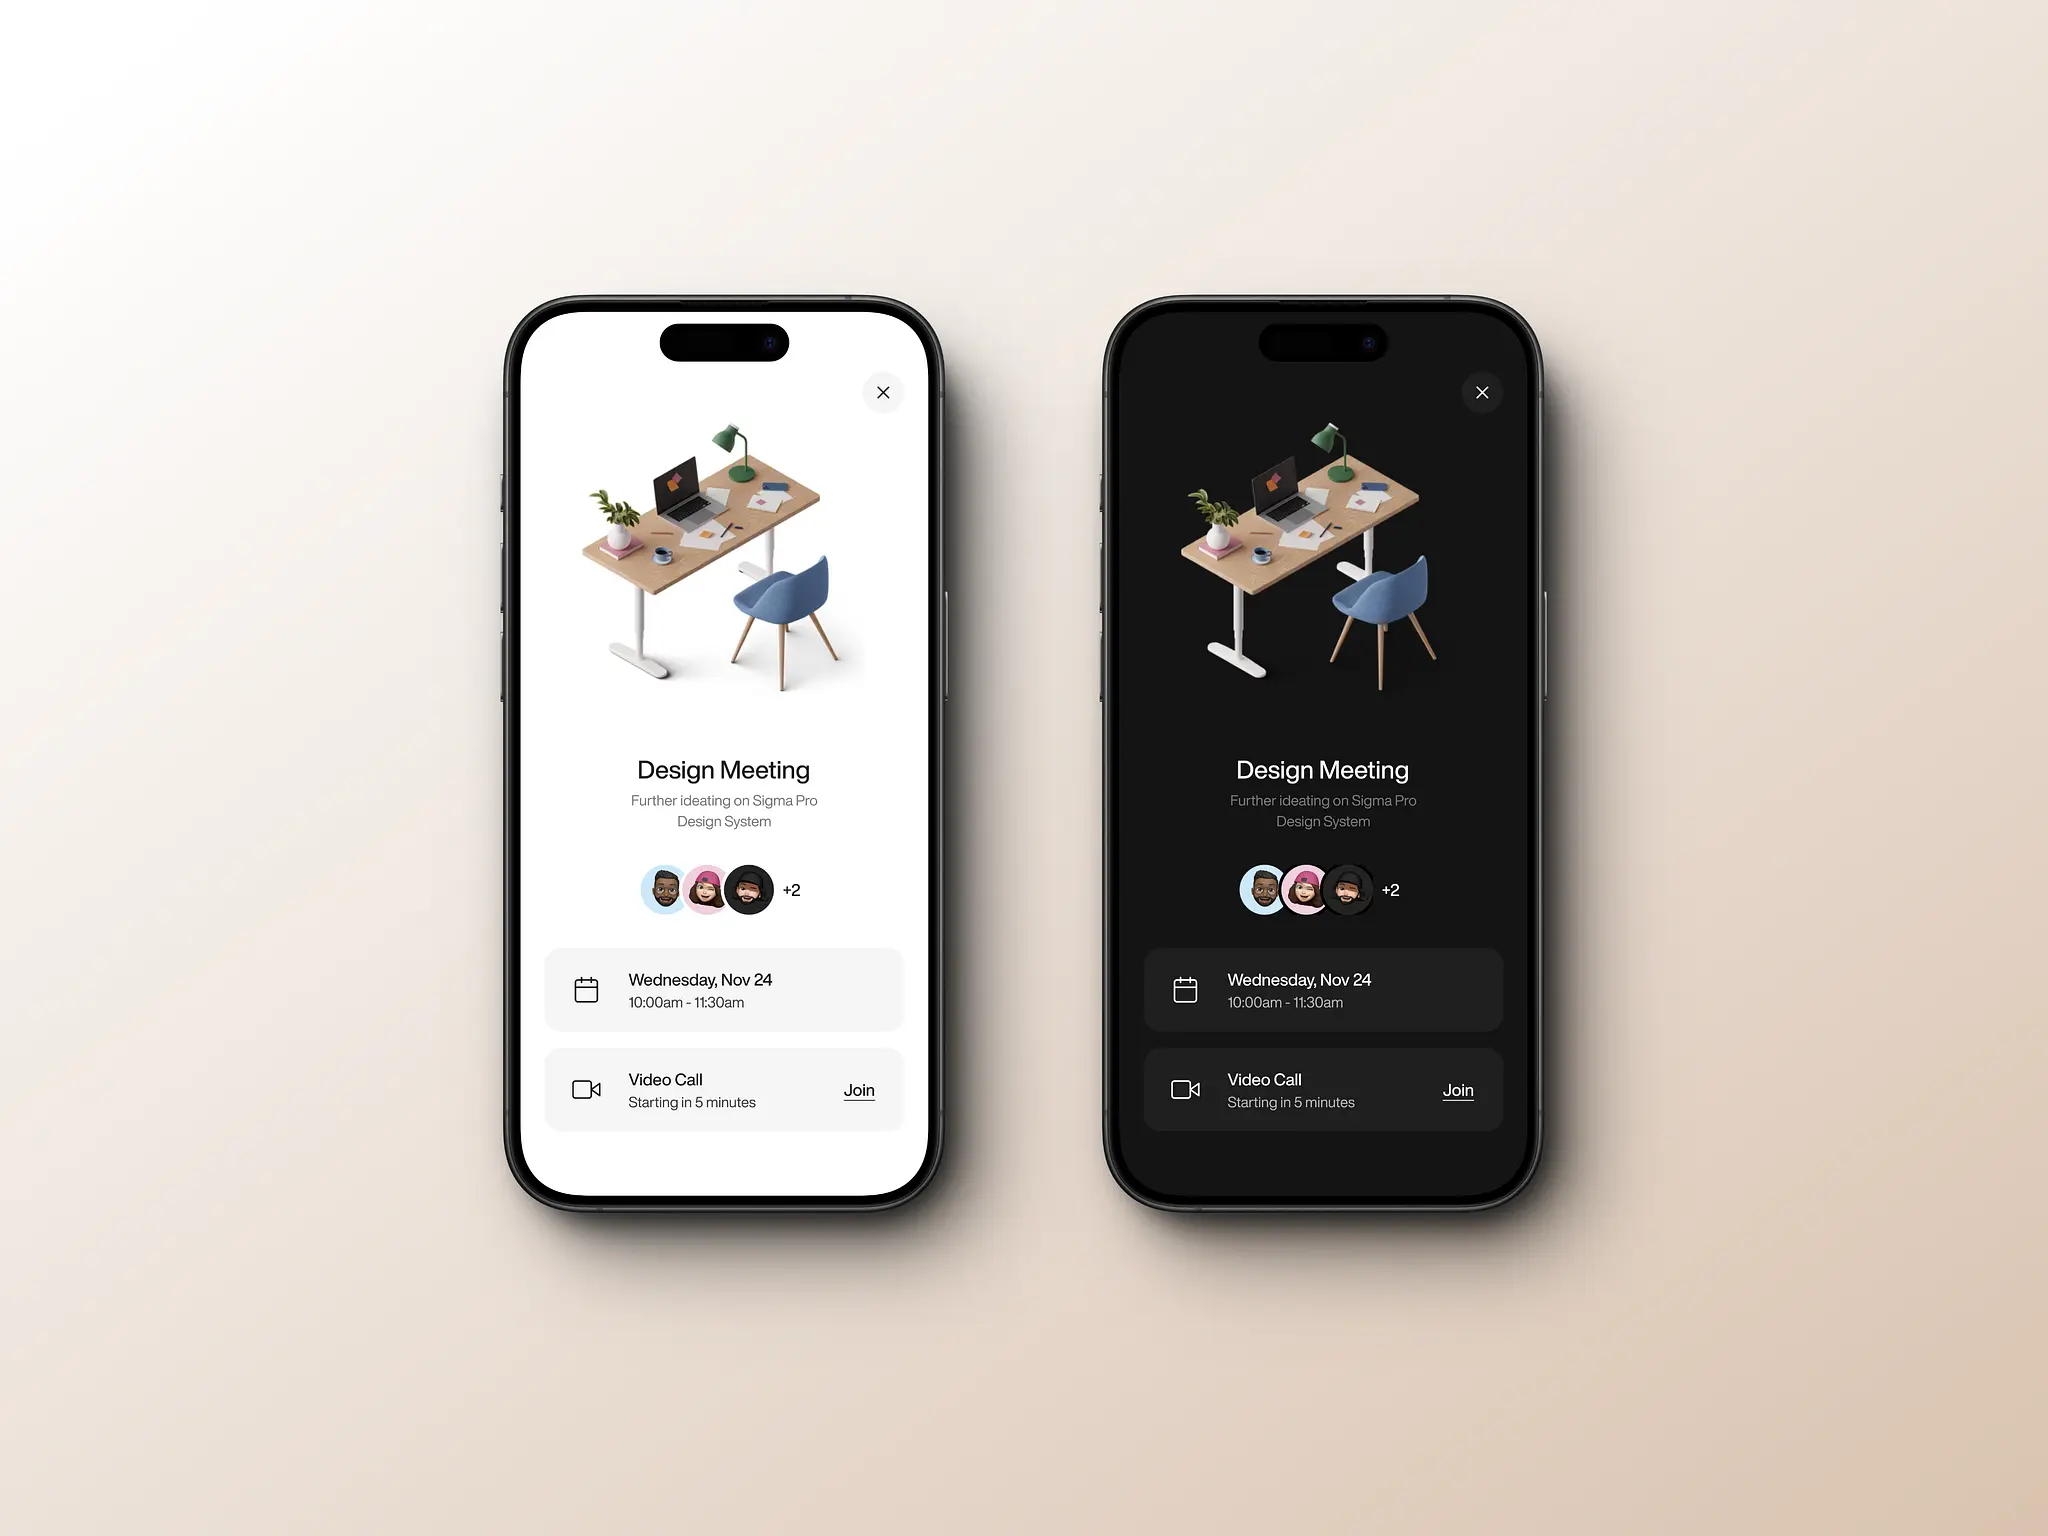 Design Meeting
Further ideating on Sigma Pro
Design System
+2
Wednesday, Nov 24
10:00am - 11:30am
Video Call
Starting in 5 minutes
Join
Design Meeting
Further ideating on Sigma Pro
Design System
+2
Wednesday, Nov 24
10:00am - 11:30am
Video Call
Starting in 5 minutes
Join